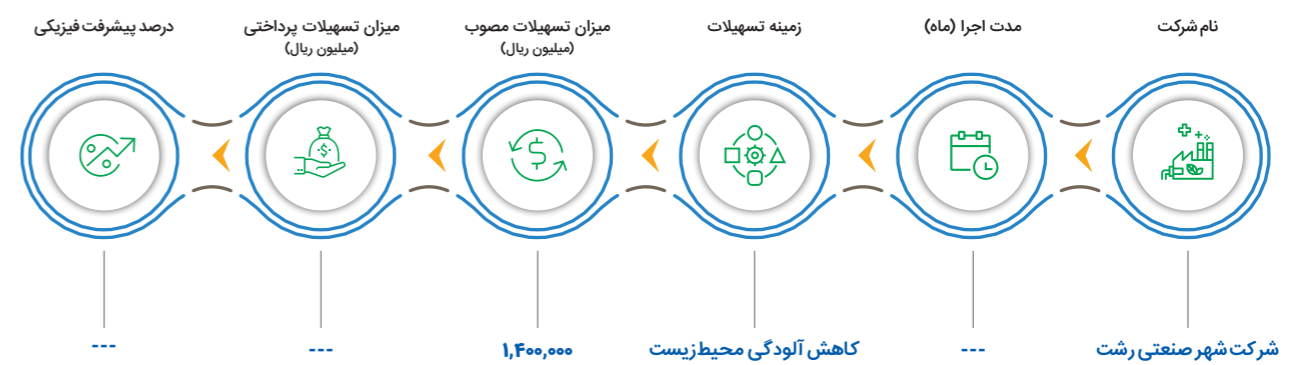 نام شرکت
مدت اجرا (ماه)
زمینه تسهیلات
میزان تسهیلات مصوب
(میلیون ریال)
میزان تسهیلات پرداختی
(میلیون ریال)
درصد پیشرفت فیزیکی
شرکت شهر صنعتی رشت
---
کاهش آلودگی محیط زیست
۱,۴۰۰,۰۰۰
---
---